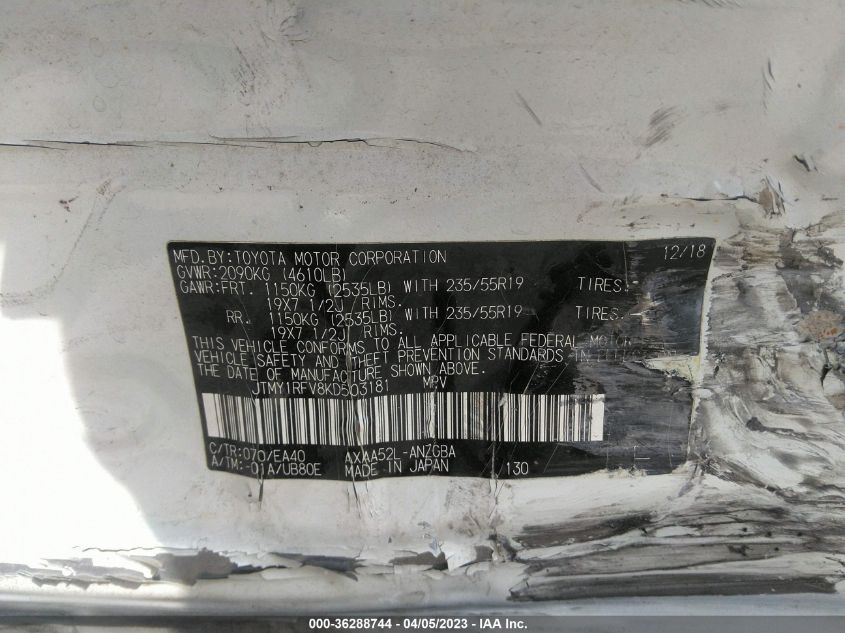 MFD.BY:TOYOTA MOTOR CORPORATION 12/18
GVWR:2090KG (4610LB)
GAWR:FRT. 1150KG (2535LB) WITH 235/55R19 TIRES.
19X7 1/2J RIMS.
RR. 1150KG (2535LB) WITH 235/55R19 TIRES.
19X7 1/2J RIMS.
THIS VEHICLE CONFORMS TO ALL APPLICABLE FEDERAL MOTOR
VEHICLE SAFETY AND THEFT PREVENTION STANDARDS IN
THE DATE OF MANUFACTURE SHOWN ABOVE.
JTMY1RFV8KD503181 MPV
C/TR:070/EA40 AXAA52L-ANZGBA
A/TM:-01A/UB80E MADE IN JAPAN 130
000-36288744 - 04/05/2023 - IAA Inc.